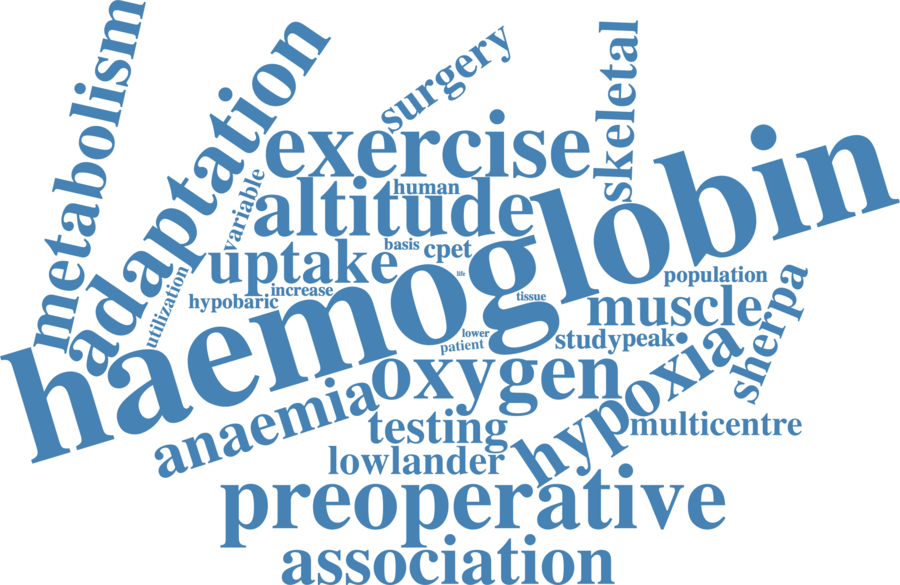 metabolism
adaptation
surgery
skeletal
exercise
haemoglobin
variable
human
altitude
basis
cpet
uptake
life
population
utilization
hypobaric
increase
tissue
muscle
sherpa
lower
patient
study
peak
oxygen
hypoxia
anaemia
testing
multicentre
lowlander
preoperative
association